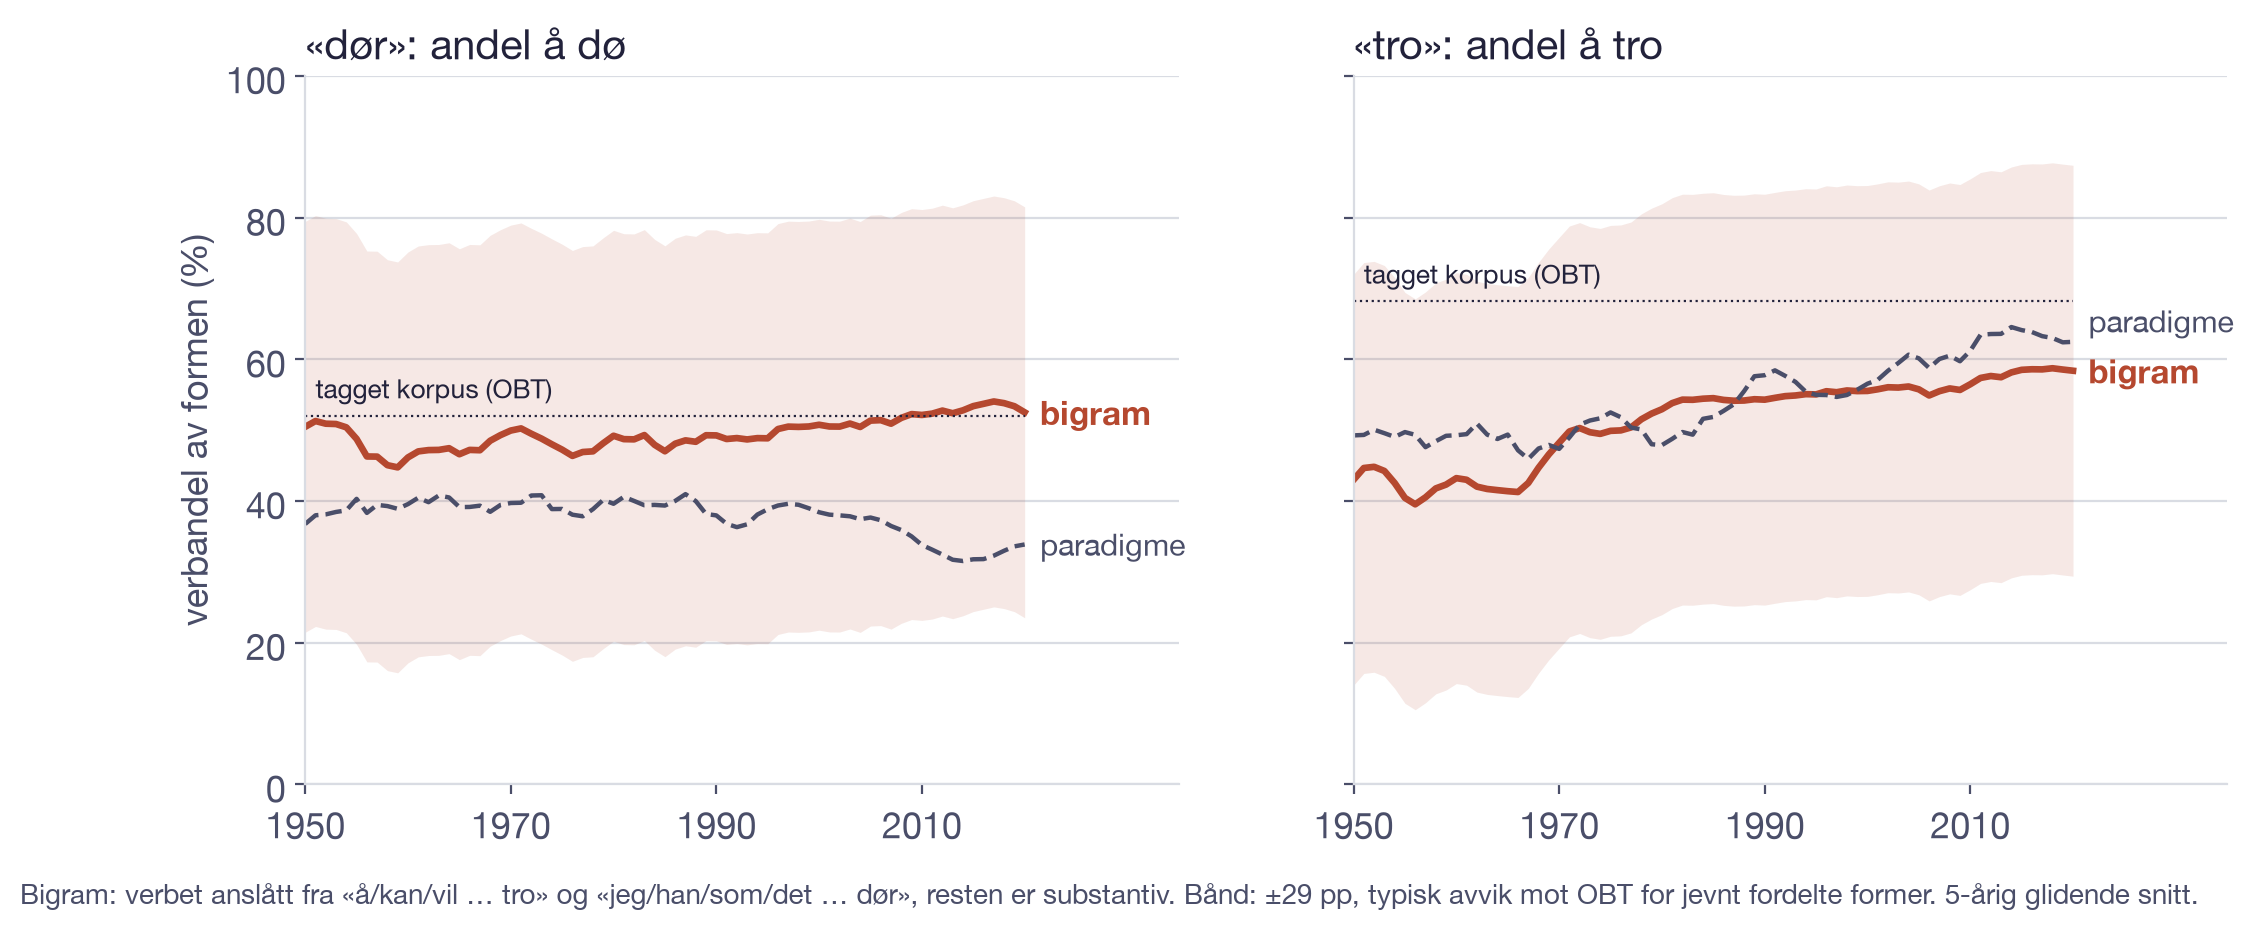 «dør»: andel å dø
«tro»: andel å tro
verbandel av formen (%)
100
80
60
40
20
0
tagget korpus (OBT)
bigram
paradigme
1950 1970 1990 2010
tagget korpus (OBT)
paradigme
bigram
1950 1970 1990 2010
Bigram: verbet anslått fra «å/kan/vil … tro» og «jeg/han/som/det … dør», resten er substantiv. Bånd: ±29 pp, typisk avvik mot OBT for jevnt fordelte former. 5-årig glidende snitt.